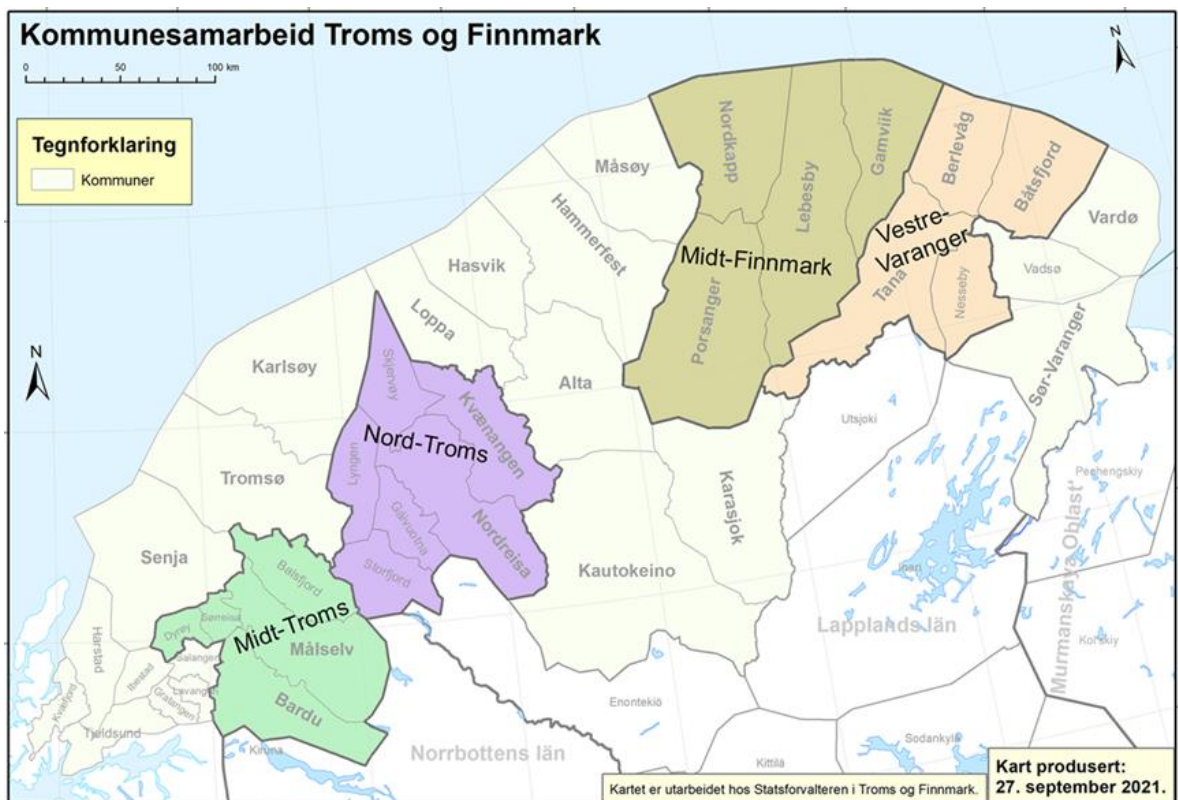 Kommunesamarbeid Troms og Finnmark
0 50 100 km
N
N
Tegnforklaring
Kommuner
Nordkapp
Gamviik
Berlevåg
Båtsfjord
Måsøy
Lebesby
Vardø
Hammerfest
Vestre-
Varanger
Hasvik
Midt-Finnmark
Tana
Nesseby
Vadsø
Loppa
Porsanger
Sør-Varanger
Karlsøy
Skjervøy
Alta
Kvænangen
Utsjoki
Nord-Troms
Lyngen
Tromsø
Karasjok
Pechengskiy
Gáivuotna
Nordreisa
Senja
Storfjord
Kautokeino
Inari
Balsfjord
Sørreisa
Dyrøy
Midt-Troms
Målselv
Lapplands län
Murmanskaya Oblast'
Kol'skiy
Harstad
Salangen
Ibestad
Lavangen
Gratangen
Kvæfjord
Bardu
Enontekiö
Tjeldsund
Kiruna
Norrbottens län
Sodankylä
Kittilä
Kartet er utarbeidet hos Statsforvalteren i Troms og Finnmark.
Kart produsert:
27. september 2021.